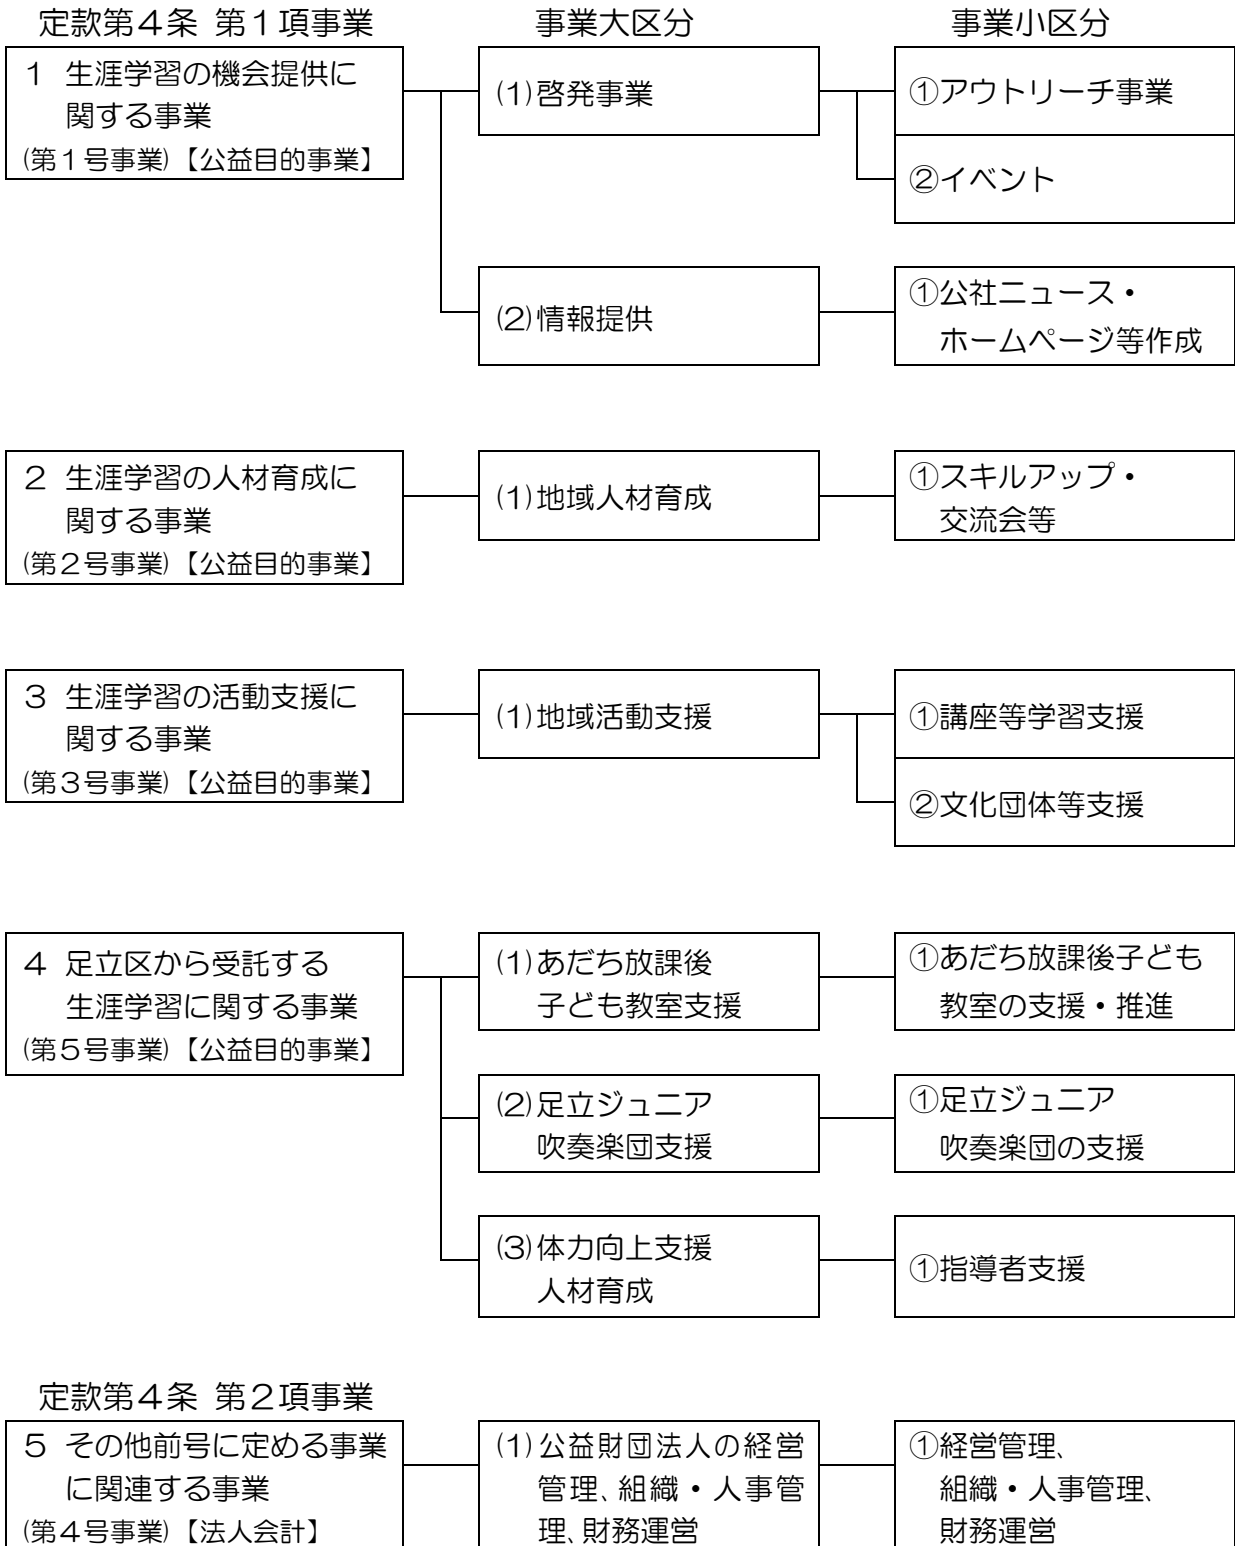 定款第４条 第１項事業
事業大区分
事業小区分
１ 生涯学習の機会提供に
関する事業
(第１号事業)【公益目的事業】
(1)啓発事業
①アウトリーチ事業
②イベント
(2)情報提供
①公社ニュース・
ホームページ等作成
２ 生涯学習の人材育成に
関する事業
(第２号事業)【公益目的事業】
(1)地域人材育成
①スキルアップ・
交流会等
３ 生涯学習の活動支援に
関する事業
(第３号事業)【公益目的事業】
(1)地域活動支援
①講座等学習支援
②文化団体等支援
４ 足立区から受託する
生涯学習に関する事業
(第５号事業)【公益目的事業】
(1)あだち放課後
子ども教室支援
①あだち放課後子ども
教室の支援・推進
(2)足立ジュニア
吹奏楽団支援
①足立ジュニア
吹奏楽団の支援
(3)体力向上支援
人材育成
①指導者支援
定款第４条 第２項事業
５ その他前号に定める事業
に関連する事業
(第４号事業)【法人会計】
(1)公益財団法人の経営
管理、組織・人事管
理、財務運営
①経営管理、
組織・人事管理、
財務運営